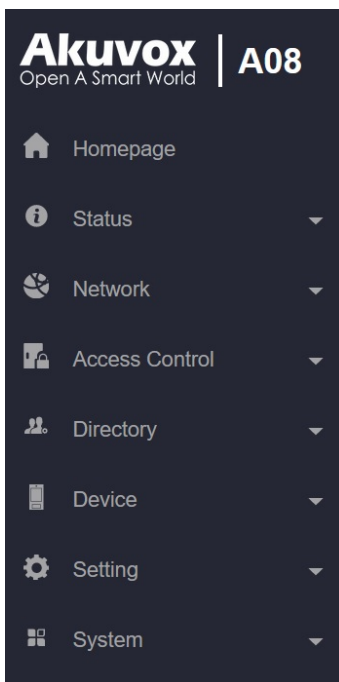 Akuvox | A08
Open A Smart World
Homepage
Status
Network
Access Control
Directory
Device
Setting
System